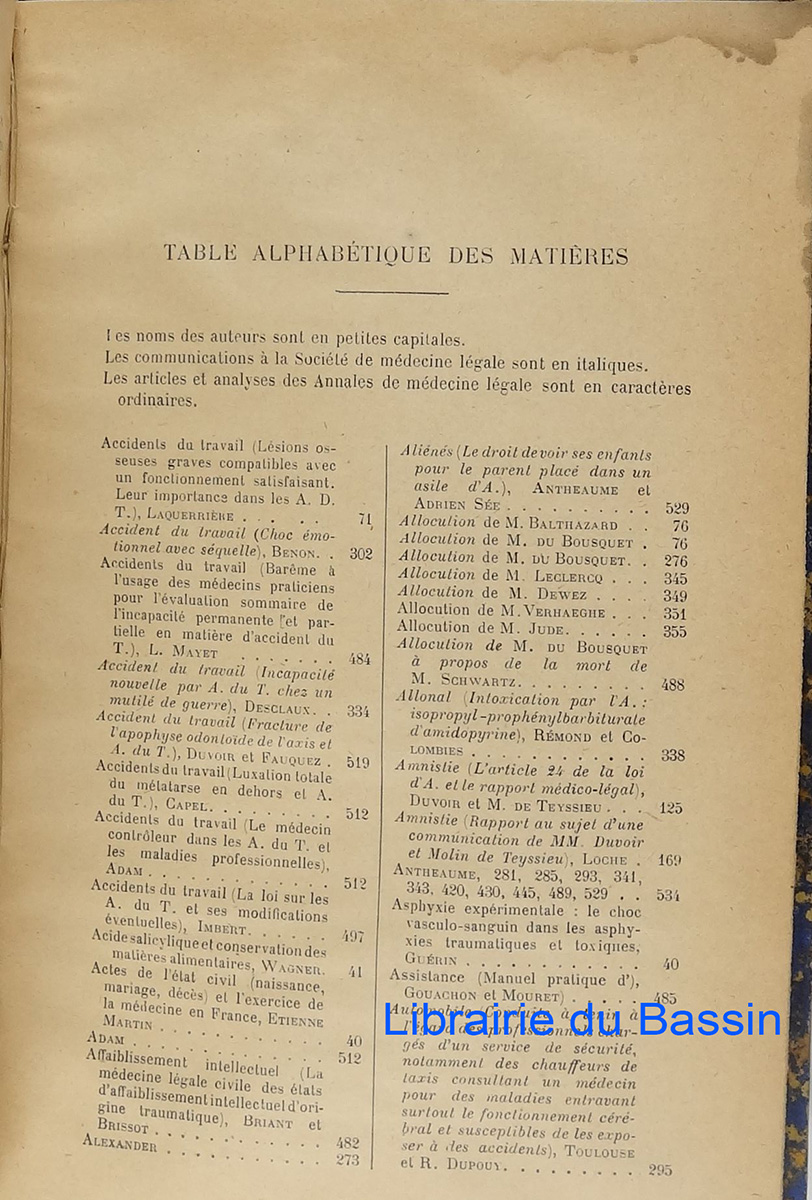 TABLE ALPHABÉTIQUE DES MATIÈRES
Les noms des auteurs sont en petites capitales.
Les communications à la Société de médecine légale sont en italiques.
Les articles et analyses des Annales de médecine légale sont en caractères
ordinaires.
Accidents du travail (Lésions os-
seuses graves compatibles avec
un fonctionnement satisfaisant.
Leur importance dans les A. D.
T.), LAQUERRIÈRE . . . . . 71
Accident du travail (Choc émo-
tionnel avec séquelle), BENON. . 302
Accidents du travail (Barême à
l'usage des médecins praticiens
pour l'évaluation sommaire de
l'incapacité permanente et par-
tielle en matière d'accident du
T.), L. MAYET . . . . . . 484
Accident du travail (Incapacité
nouvelle par A. du T. chez un
mutilé de guerre), DESCLAUX. . 334
Accident du travail (Fracture de
l'apophyse odontoïde de l'axis et
A. du T.), DUVOIR et FAUQUEZ . 519
Accidents du travail (Luxation totale
du métatarse en dehors et A.
du T.), CAPEL. . . . . . . 512
Accidents du travail (Le médecin
contrôleur dans les A. du T. et
les maladies professionnelles),
ADAM . . . . . . . . . . 512
Accidents du travail (La loi sur les
A. du T. et ses modifications
éventuelles), IMBERT. . . . . 497
Acide salicylique et conservation des
matières alimentaires, WAGNER. 41
Actes de l'état civil (naissance,
mariage, décès) et l'exercice de
la médecine en France, ETIENNE
MARTIN . . . . . . . . . 40
ADAM . . . . . . . . . . 512
Affaiblissement intellectuel (La
médecine légale civile des états
d'affaiblissement intellectuel d'ori-
gine traumatique), BRIANT et
BRISSOT . . . . . . . . . 482
ALEXANDER . . . . . . . . 273
Aliénés (Le droit de voir ses enfants
pour le parent placé dans un
asile d'A.), ANTHEAUME et
ADRIEN SÉE . . . . . . . . 529
Allocution de M. BALTHAZARD . . 76
Allocution de M. DU BOUSQUET . 76
Allocution de M. DU BOUSQUET. . 276
Allocution de M. LECLERCQ . . . 345
Allocution de M. DEWEZ . . . . 349
Allocution de M. VERHAEGHE . . . 351
Allocution de M. JUDE. . . . . . 355
Allocution de M. DU BOUSQUET
à propos de la mort de
M. SCHWARTZ. . . . . . . . . 488
Allonal (Intoxication par l'A. :
isopropyl-prophénylbarbiturate
d'amidopyrine), RÉMOND et CO-
LOMBIES . . . . . . . . . . 338
Amnistie (L'article 24 de la loi
d'A. et le rapport médico-légal),
DUVOIR et M. DE TEYSSIEU . . . 125
Amnistie (Rapport au sujet d'une
communication de MM. Duvoir
et Molin de Teyssieu), LOCHE . 169
ANTHEAUME, 281, 285, 293, 341,
343, 420, 430, 445, 489, 529 . . 534
Asphyxie expérimentale : le choc
vasculo-sanguin dans les asphy-
xies traumatiques et toxiques,
GUÉRIN . . . . . . . . . . . 40
Assistance (Manuel pratique d'),
GOUACHON et MOURET) . . . . . 485
Automobile Conduite à tenir à
l'égard des professionnels char-
gés d'un service de sécurité,
notamment des chauffeurs de
taxis consultant un médecin
pour des maladies entravant
surtout le fonctionnement céré-
bral et susceptibles de les expo-
ser à des accidents), TOULOUSE
et R. DUPOUY. . . . . . . . . 295
Librairie du Bassin